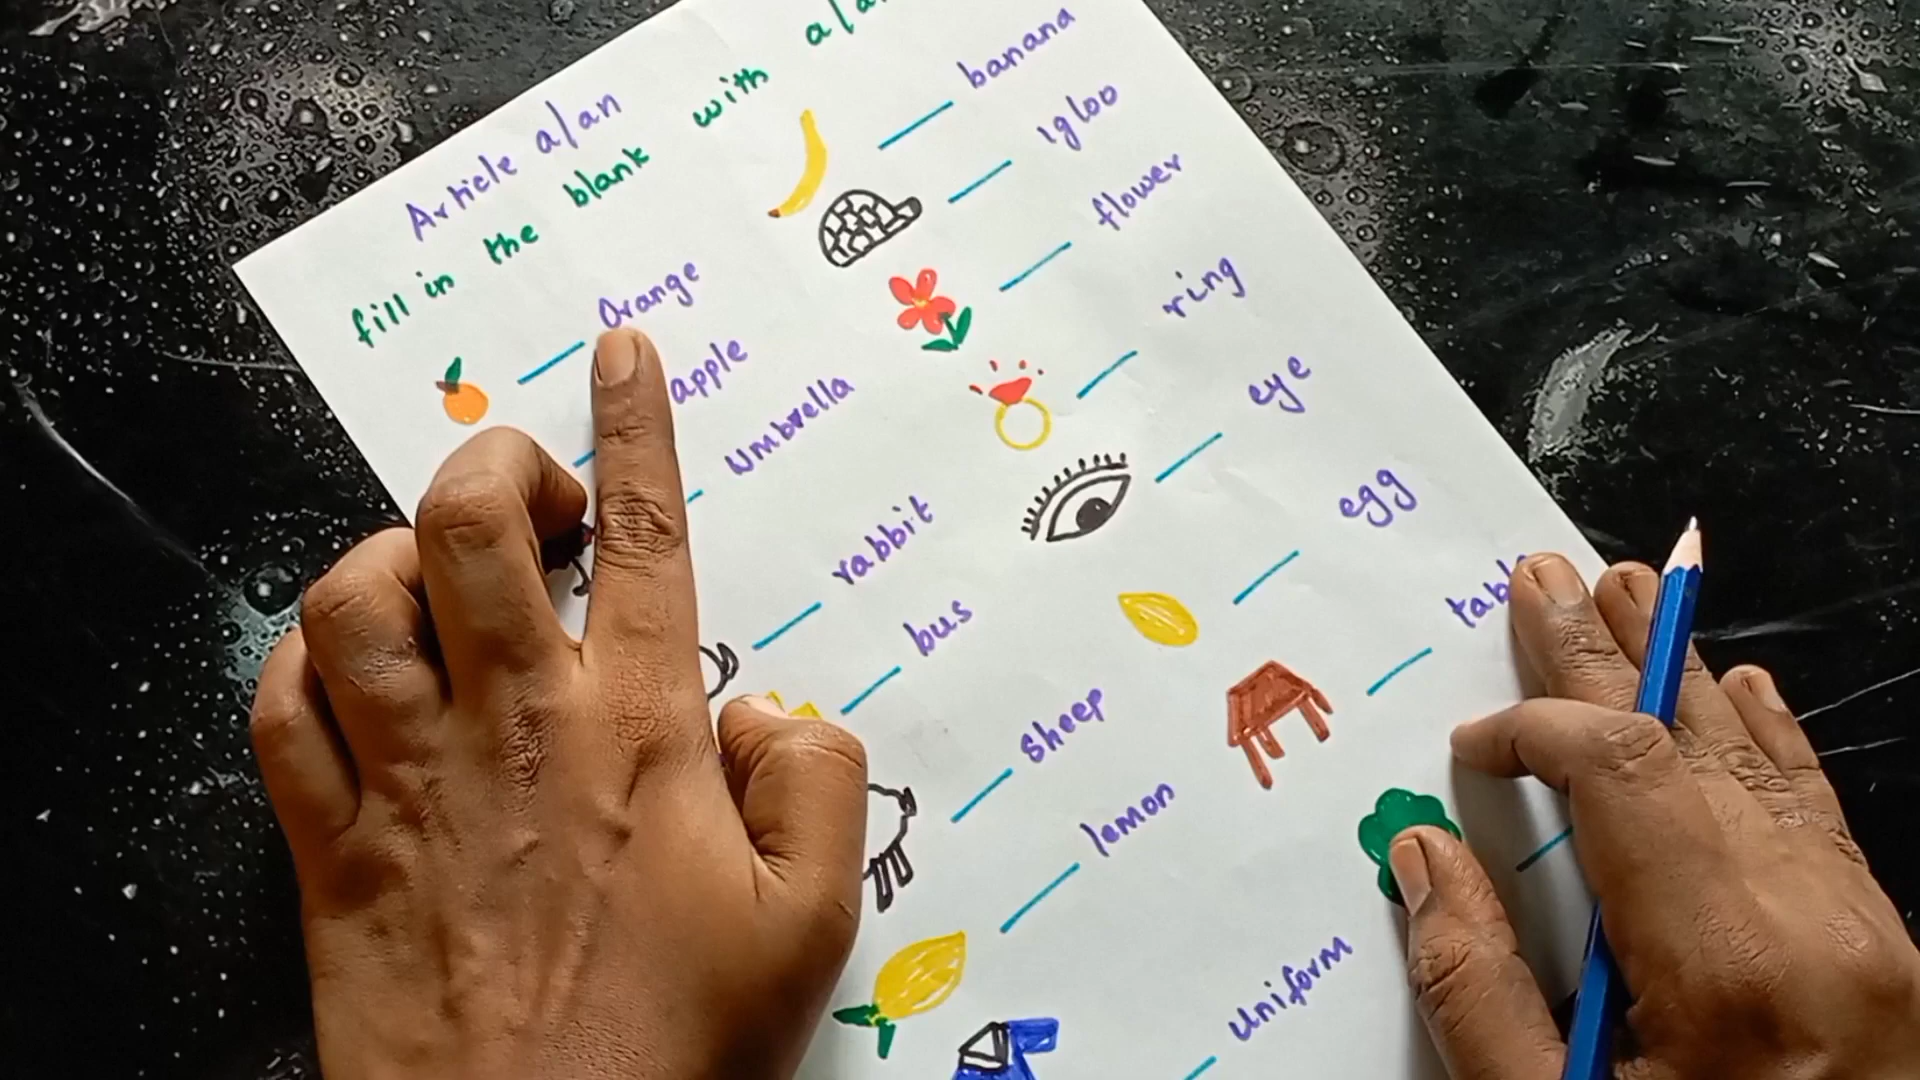 Article a/an
fill in the blank with
Orange
apple
Umbrella
rabbit
bus
Sheep
lemon
Uniform
banana
igloo
flower
ring
eye
egg